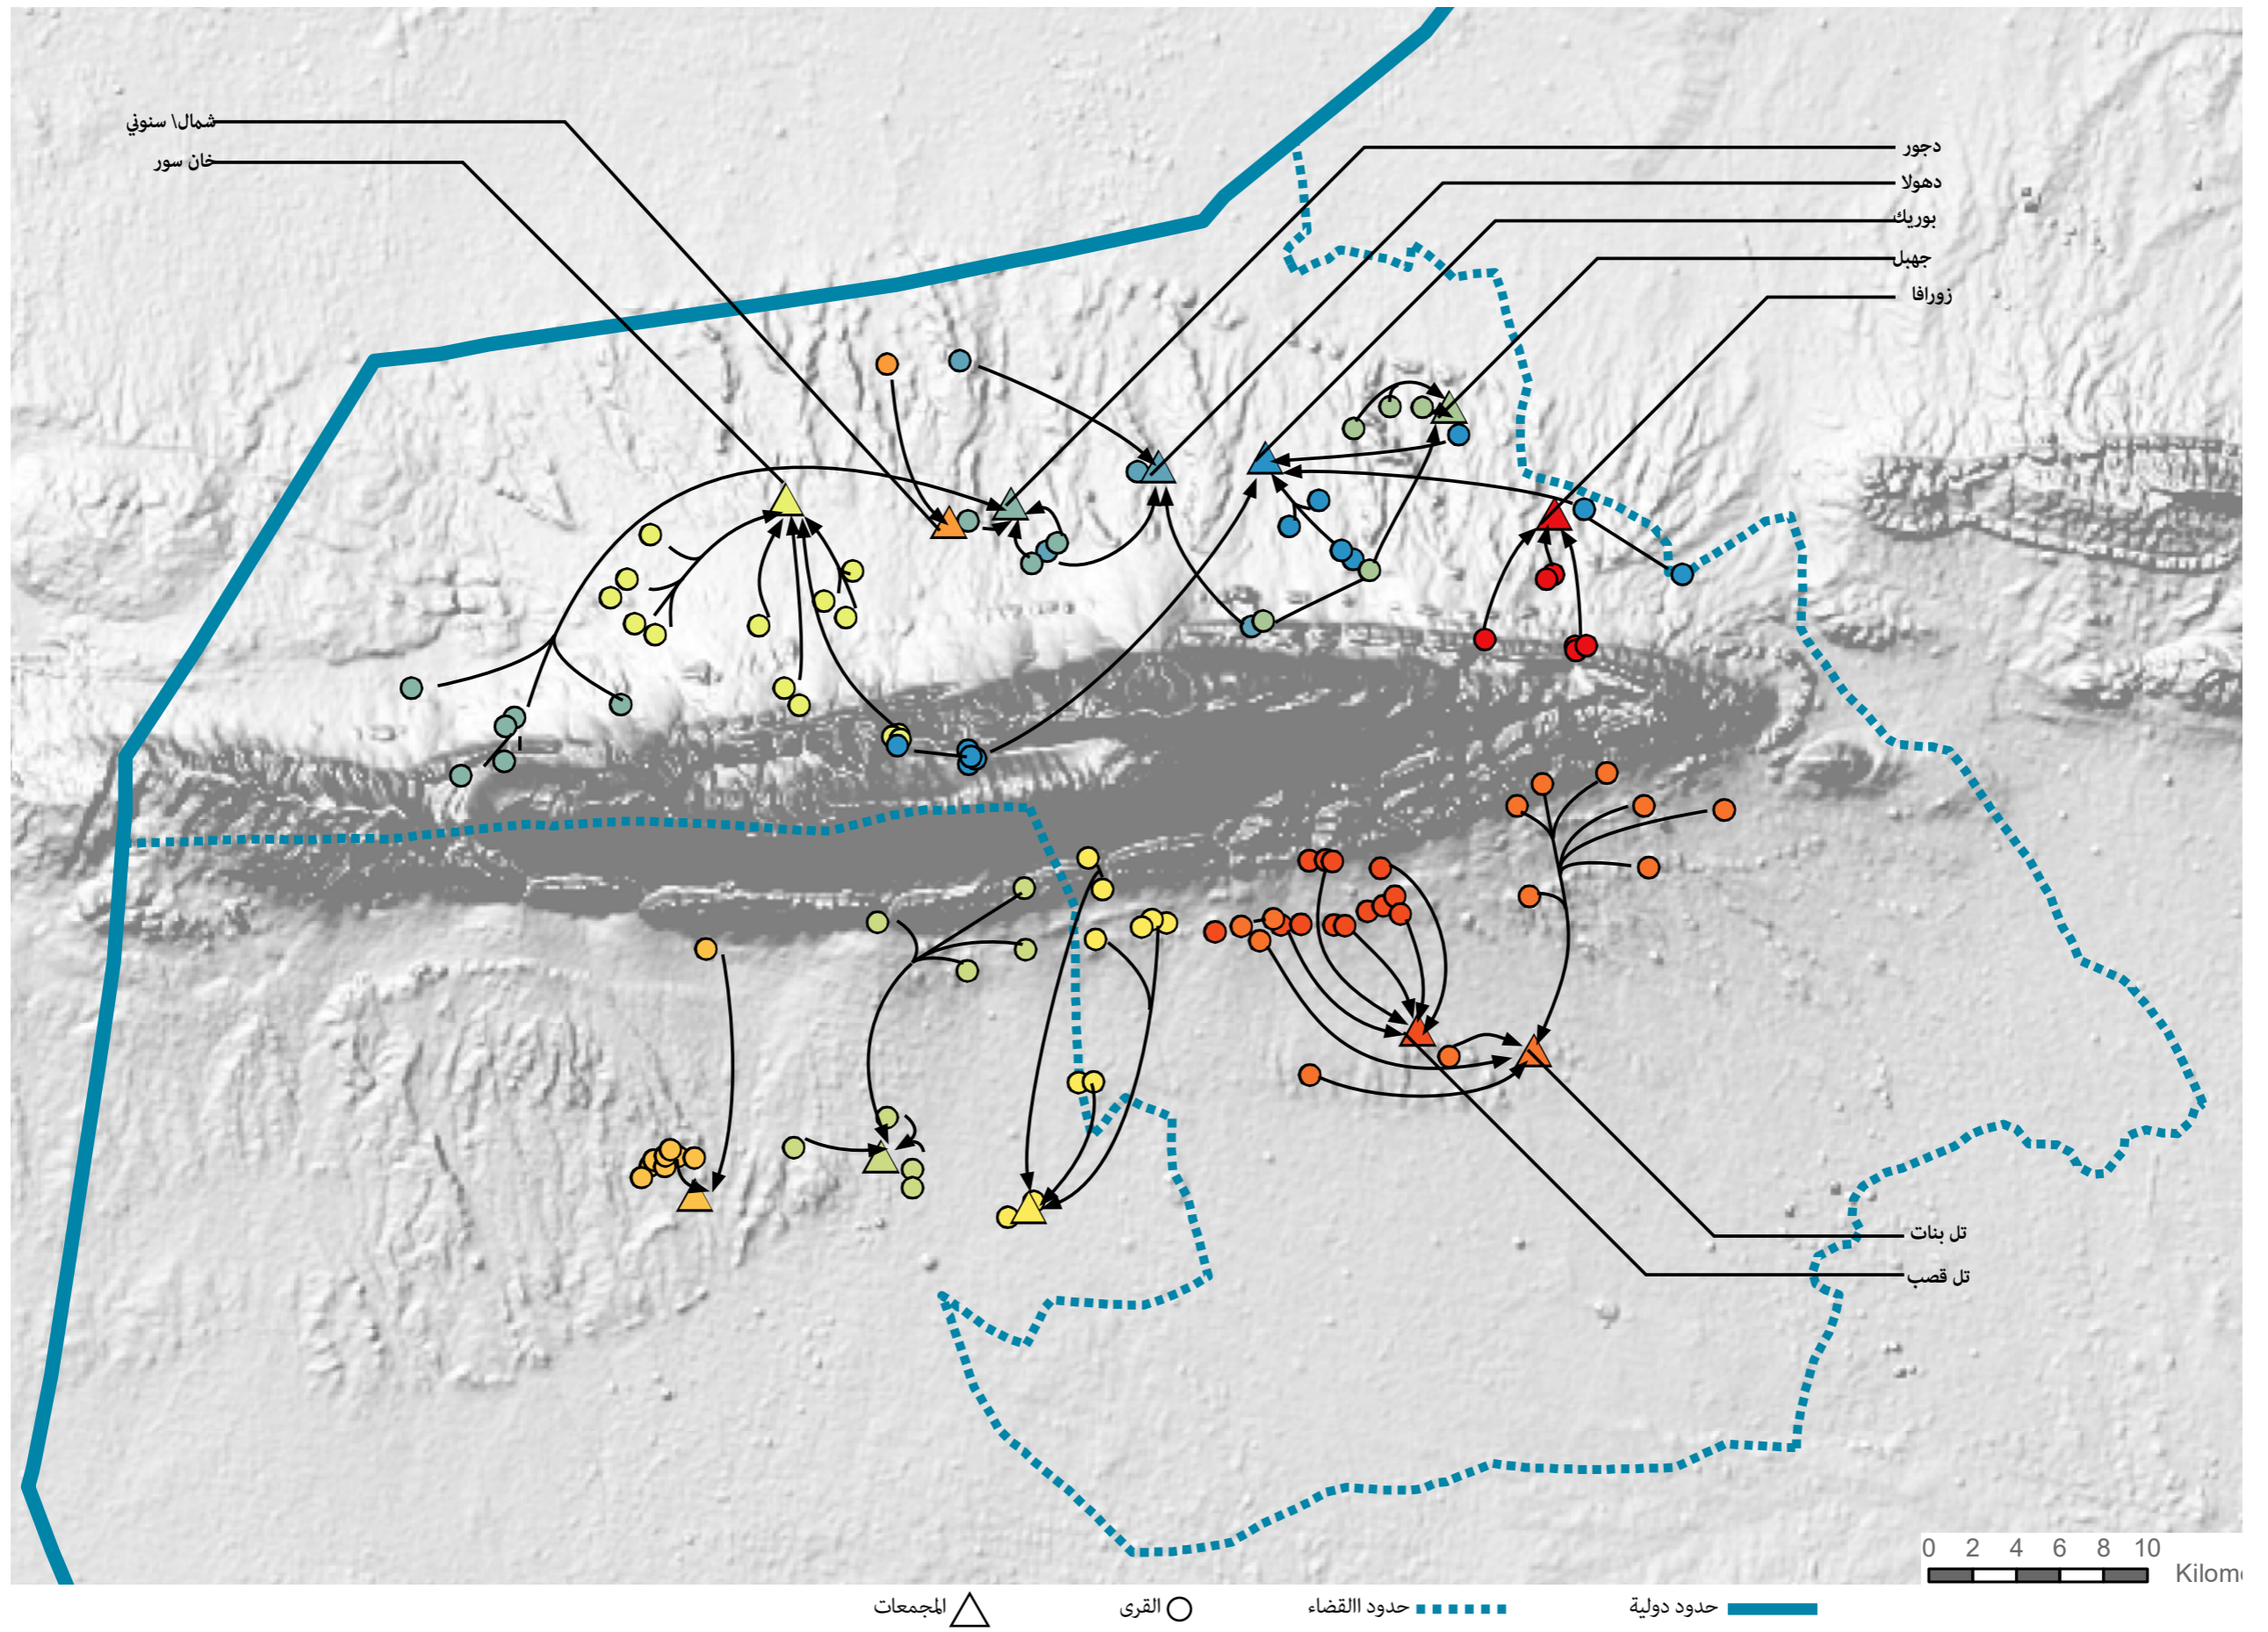 شمال\ سنوني
خان سور
دجور
دهولا
بوريك
جهبل
زورافا
تل بنات
تل قصب
0 2 4 6 8 10
Kilome
حدود دولية
حدود االقضاء
القرى
المجمعات